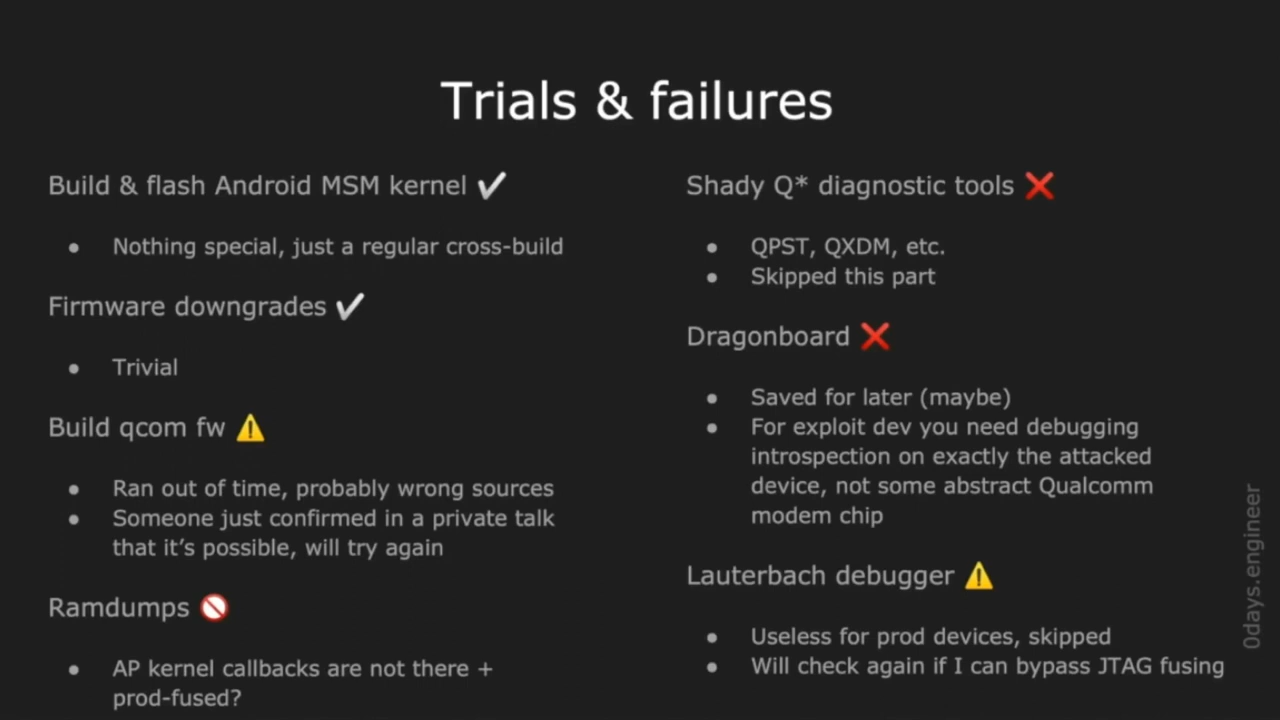 Trials & failures
Build & flash Android MSM kernel ✔
● Nothing special, just a regular cross-build
Firmware downgrades ✔
● Trivial
Build qcom fw ⚠
● Ran out of time, probably wrong sources
● Someone just confirmed in a private talk
that it’s possible, will try again
Ramdumps 🚫
● AP kernel callbacks are not there +
prod-fused?
Shady Q* diagnostic tools ❌
● QPST, QXDM, etc.
● Skipped this part
Dragonboard ❌
● Saved for later (maybe)
● For exploit dev you need debugging
introspection on exactly the attacked
device, not some abstract Qualcomm
modem chip
Lauterbach debugger ⚠
● Useless for prod devices, skipped
● Will check again if I can bypass JTAG fusing
0days.engineer